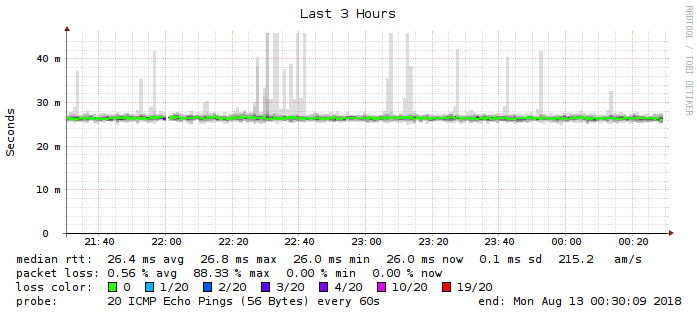 Last 3 Hours
RRDTOOL / TOBI OETIKER
Seconds
40 m
30 m
20 m
10 m
0
21:40 22:00 22:20 22:40 23:00 23:20 23:40 00:00 00:20
median rtt: 26.4 ms avg 26.8 ms max 26.0 ms min 26.0 ms now 0.1 ms sd 215.2 am/s
packet loss: 0.56 % avg 88.33 % max 0.00 % min 0.00 % now
loss color: 0 1/20 2/20 3/20 4/20 10/20 19/20
probe: 20 ICMP Echo Pings (56 Bytes) every 60s end: Mon Aug 13 00:30:09 2018